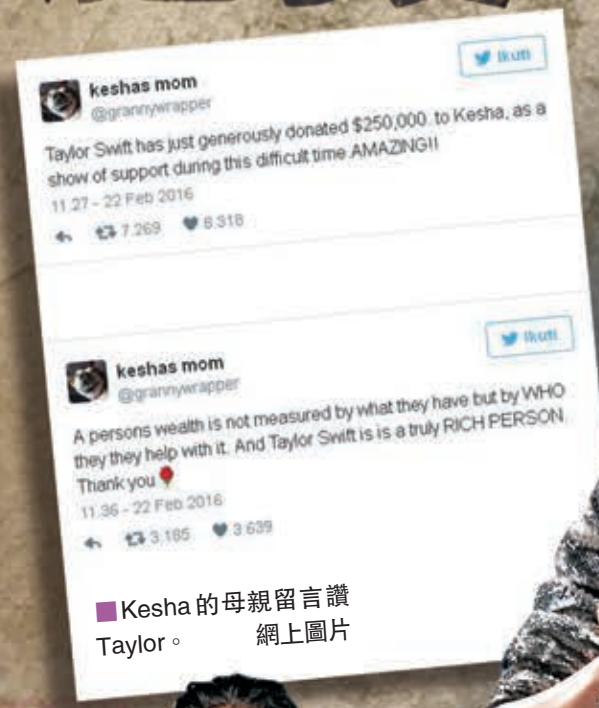 keshas mom
@grannywrapper
Ikuti
Taylor Swift has just generously donated $250,000. to Kesha, as a
show of support during this difficult time AMAZING!!
11.27 - 22 Feb 2016
7.269 8.318
keshas mom
@grannywrapper
Ikuti
A persons wealth is not measured by what they have but by WHO
they they help with it. And Taylor Swift is is a truly RICH PERSON.
Thank you
11.36 - 22 Feb 2016
3.185 3.639
■Kesha的母親留言讚
Taylor。 網上圖片